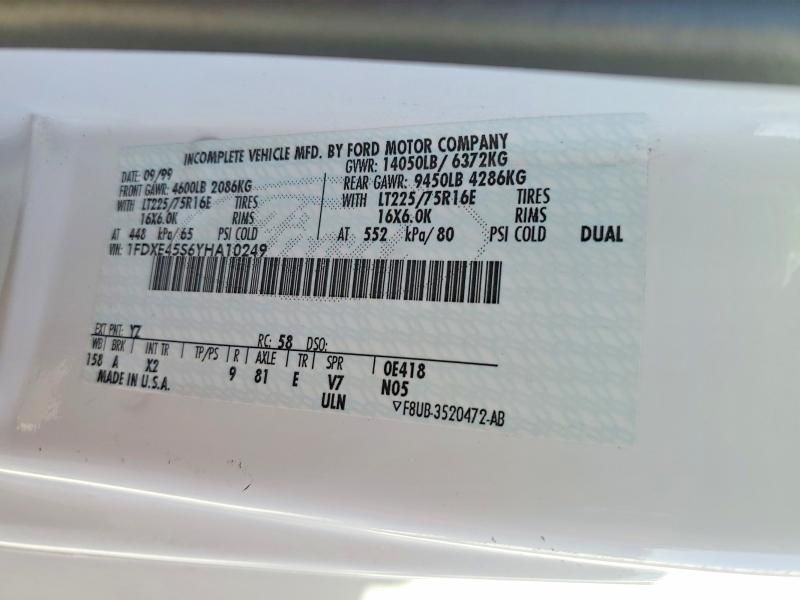 INCOMPLETE VEHICLE MFD. BY FORD MOTOR COMPANY
DATE: 09/99 GVWR: 14050LB/ 6372KG
FRONT GAWR: 4600LB 2086KG REAR GAWR: 9450LB 4286KG
WITH LT225/75R16E TIRES WITH LT225/75R16E TIRES
16X6.0K RIMS 16X6.0K RIMS
AT 448 kPa/65 PSI COLD AT 552 kPa/80 PSI COLD DUAL
VIN: 1FDXE45S6YHA10249
EXT PNT: YZ RC: 58 DSO:
WB BRK INT TR TP/PS R AXLE TR SPR 0E418
158 A X2 9 81 E V7 N05
MADE IN U.S.A. ULN ▽F8UB-3520472-AB